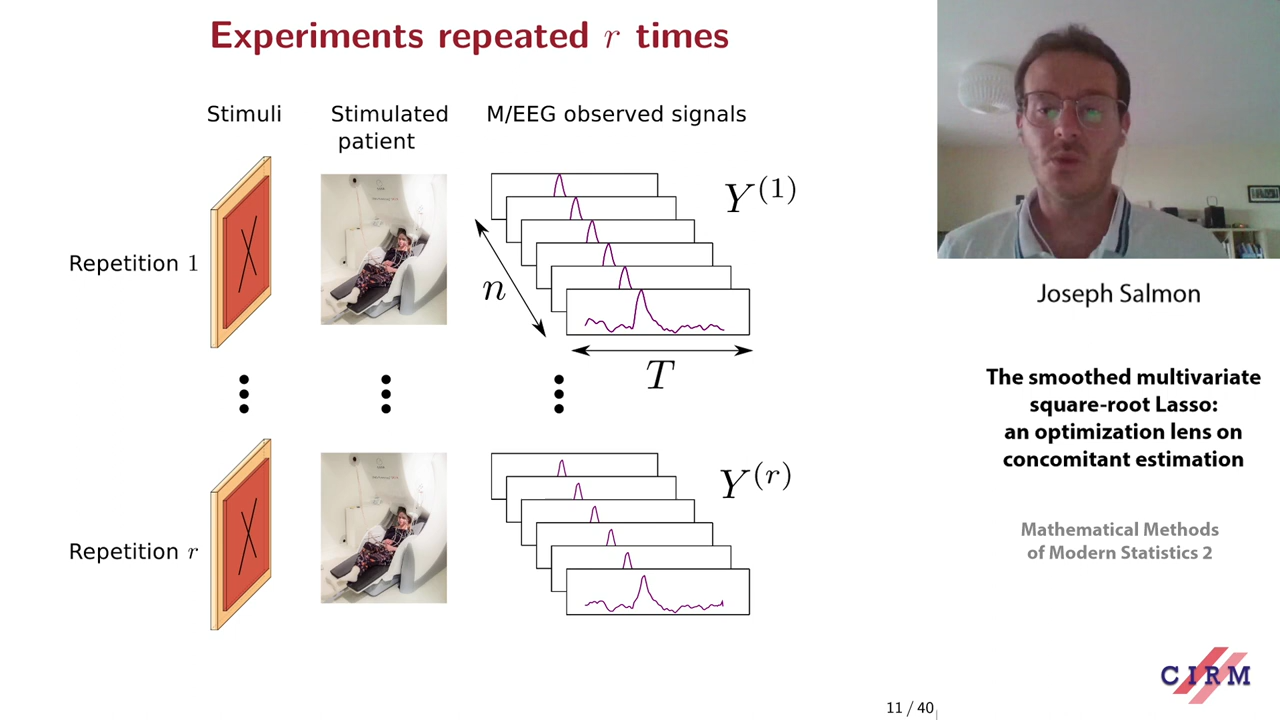 Experiments repeated r times
Stimuli
Stimulated
patient
M/EEG observed signals
Repetition 1
n
T
Y^{(1)}
Repetition r
Y^{(r)}
11 / 40
Joseph Salmon
The smoothed multivariate
square-root Lasso:
an optimization lens on
concomitant estimation
Mathematical Methods
of Modern Statistics 2
CIRM